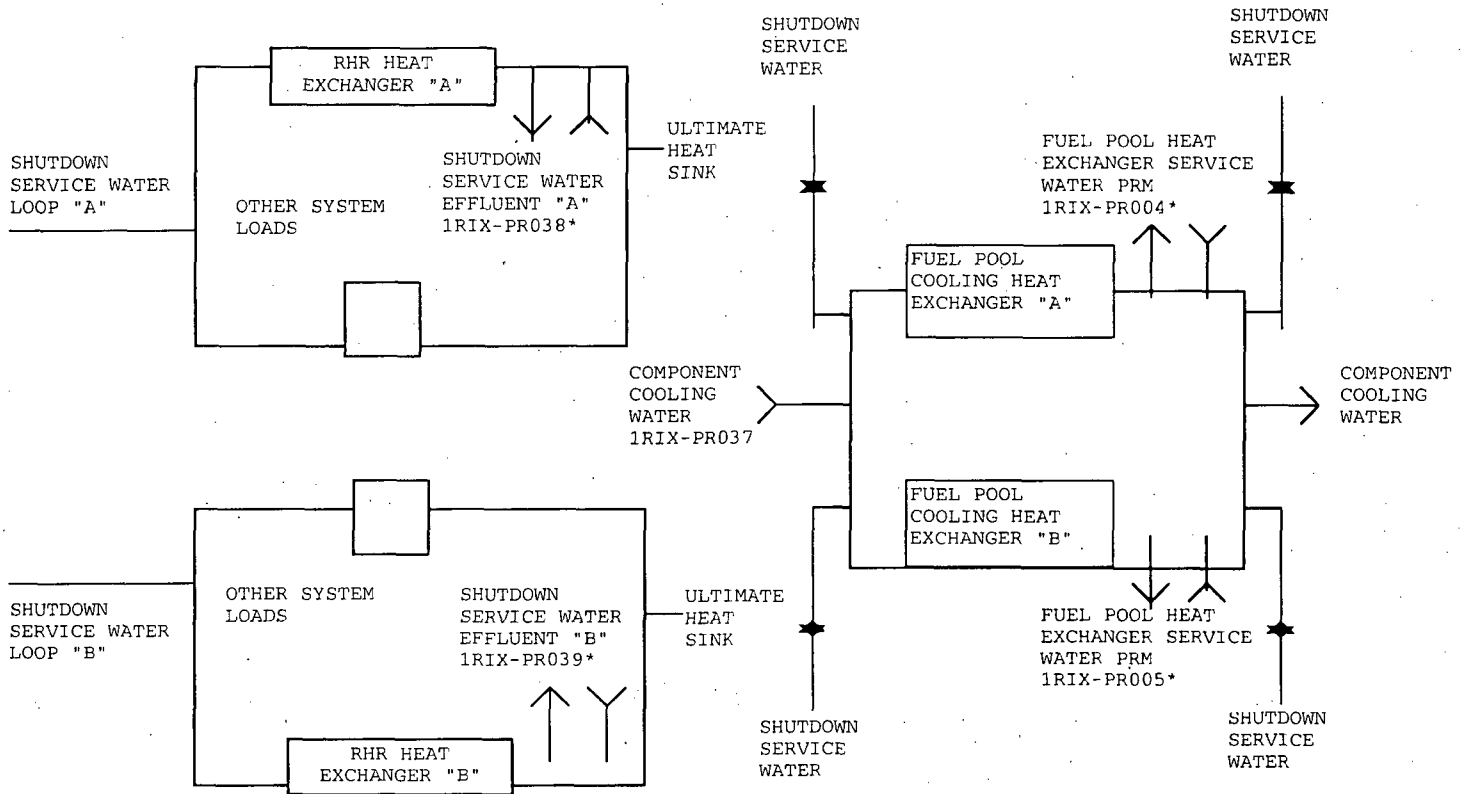 RHR HEAT
EXCHANGER "A"
SHUTDOWN
SERVICE WATER
LOOP "A"
OTHER SYSTEM
LOADS
SHUTDOWN
SERVICE WATER
EFFLUENT "A"
1RIX-PR038*
ULTIMATE
HEAT
SINK
SHUTDOWN
SERVICE WATER
LOOP "B"
OTHER SYSTEM
LOADS
SHUTDOWN
SERVICE WATER
EFFLUENT "B"
1RIX-PR039*
ULTIMATE
HEAT
SINK
RHR HEAT
EXCHANGER "B"
SHUTDOWN
SERVICE
WATER
SHUTDOWN
SERVICE
WATER
FUEL POOL HEAT
EXCHANGER SERVICE
WATER PRM
1RIX-PR004*
FUEL POOL
COOLING HEAT
EXCHANGER "A"
COMPONENT
COOLING
WATER
1RIX-PR037
COMPONENT
COOLING
WATER
FUEL POOL
COOLING HEAT
EXCHANGER "B"
FUEL POOL HEAT
EXCHANGER SERVICE
WATER PRM
1RIX-PR005*
SHUTDOWN
SERVICE
WATER
SHUTDOWN
SERVICE
WATER